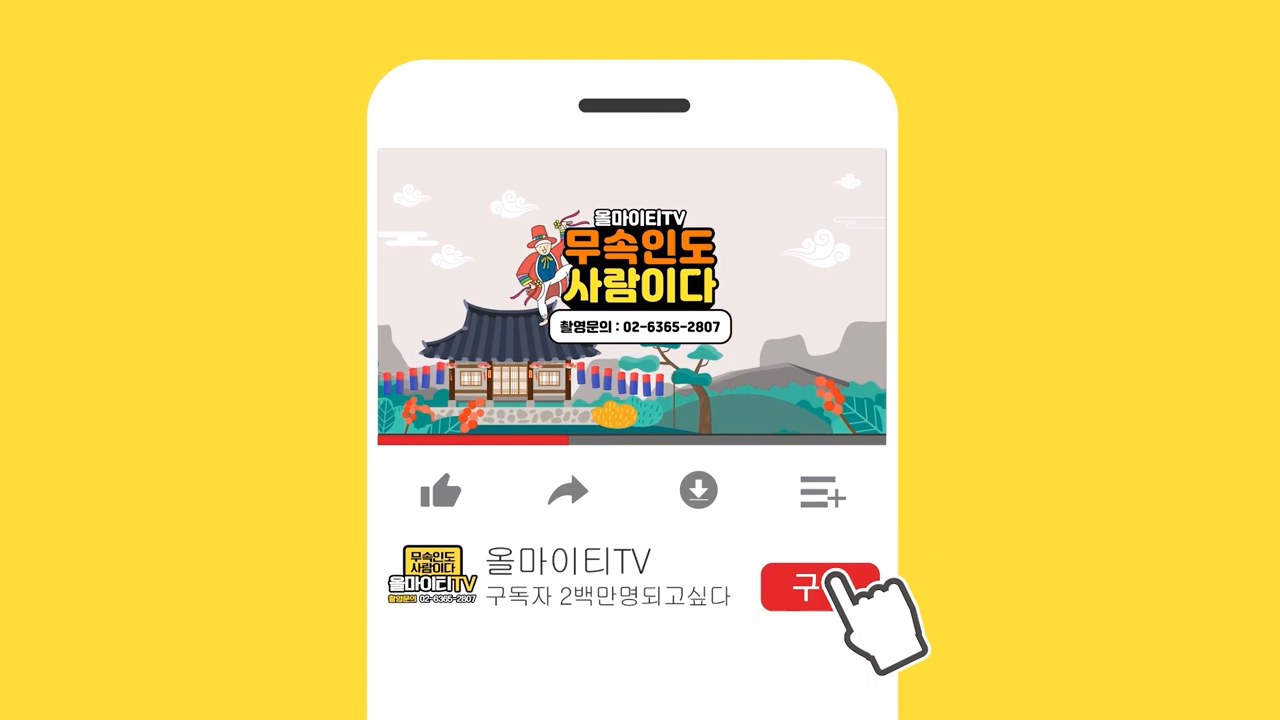 올마이티TV
무속인도
사람이다
촬영문의 : 02-6365-2807
무속인도
사람이다
올마이티TV
촬영문의 02-6365-2807
올마이티TV
구독자 2백만명되고싶다
구